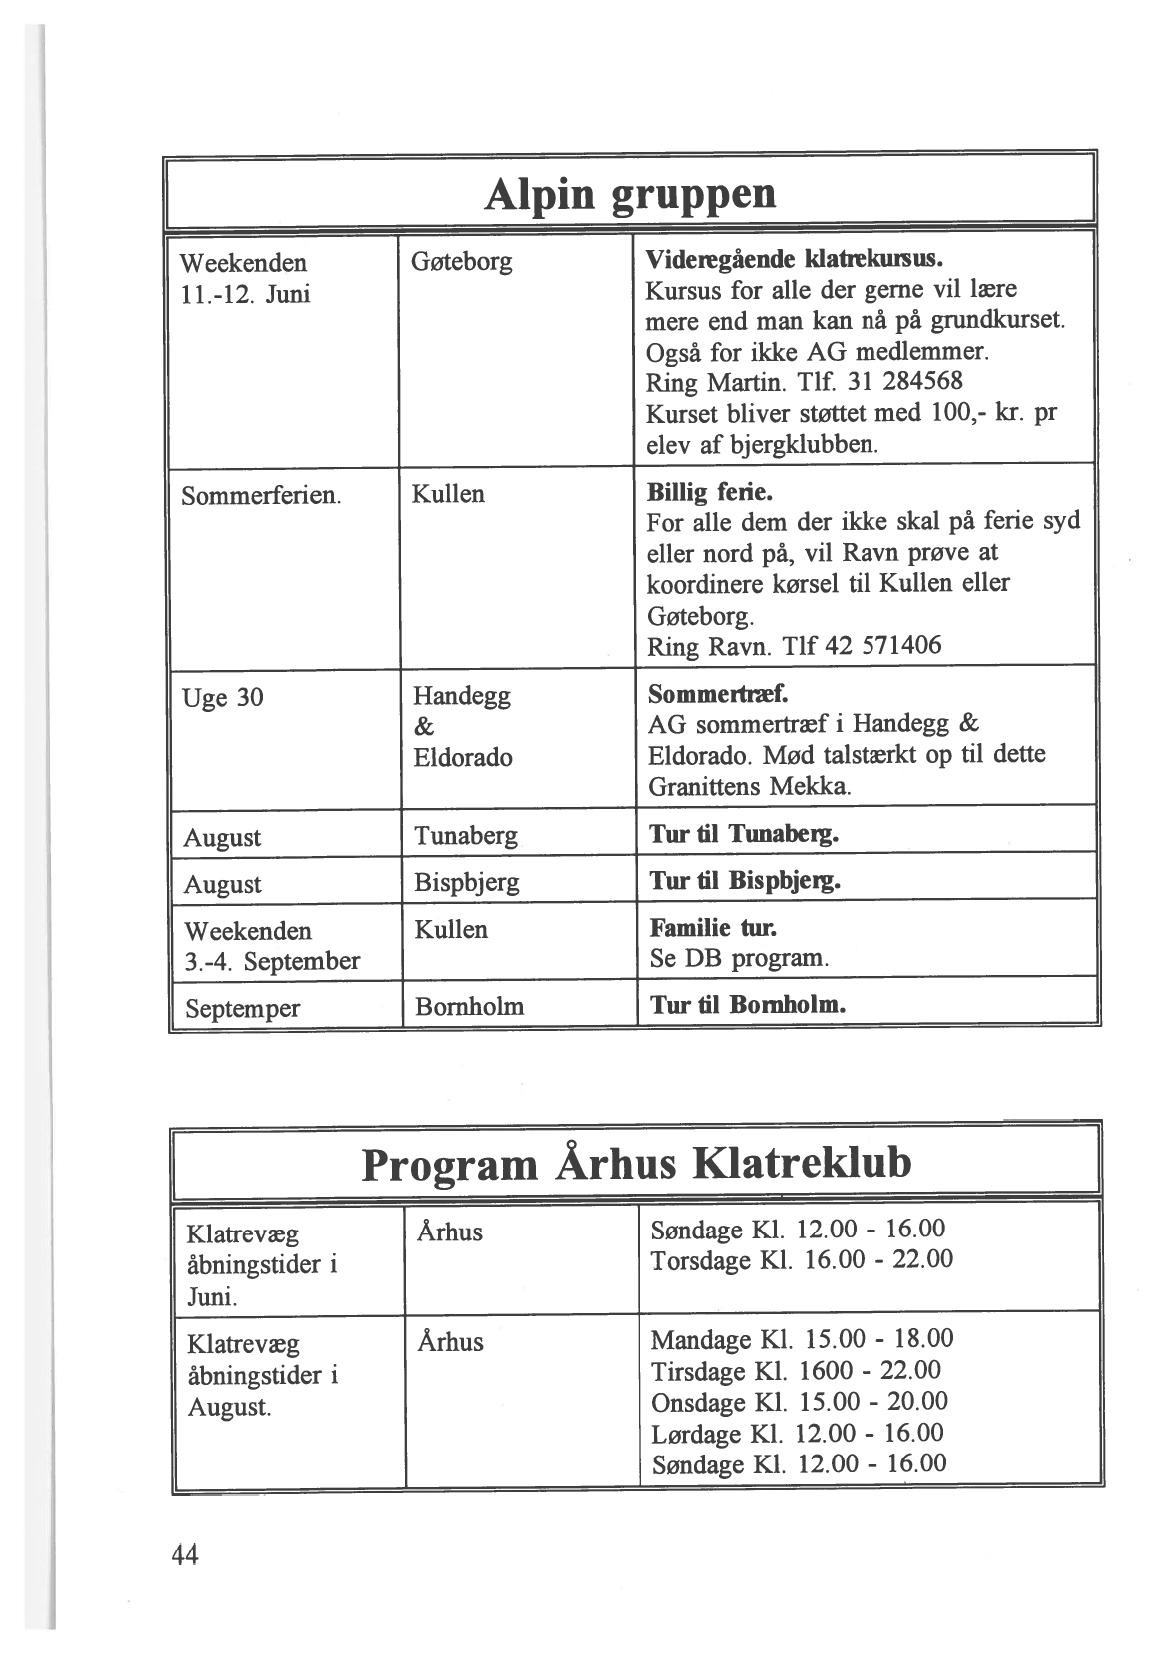 Alpin gruppen
Weekenden
11.-12. Juni
Gøteborg
Videregående klatrekursus.
Kursus for alle der gerne vil lære
mere end man kan nå på grundkurset.
Også for ikke AG medlemmer.
Ring Martin. Tlf. 31 284568
Kurset bliver støttet med 100,- kr. pr
elev af bjergklubben.
Sommerferien.
Kullen
Billig ferie.
For alle dem der ikke skal på ferie syd
eller nord på, vil Ravn prøve at
koordinere kørsel til Kullen eller
Gøteborg.
Ring Ravn. Tlf 42 571406
Uge 30
Handegg
&
Eldorado
Sommertræf.
AG sommertræf i Handegg &
Eldorado. Mød talstærkt op til dette
Granittens Mekka.
August
Tunaberg
Tur til Tunaberg.
August
Bispbjerg
Tur til Bispbjerg.
Weekenden
3.-4. September
Kullen
Familie tur.
Se DB program.
Septemper
Bornholm
Tur til Bornholm.
Program Århus Klatreklub
Klatrevæg
åbningstider i
Juni.
Århus
Søndage Kl. 12.00 - 16.00
Torsdage Kl. 16.00 - 22.00
Klatrevæg
åbningstider i
August.
Århus
Mandage Kl. 15.00 - 18.00
Tirsdage Kl. 1600 - 22.00
Onsdage Kl. 15.00 - 20.00
Lørdage Kl. 12.00 - 16.00
Søndage Kl. 12.00 - 16.00
44